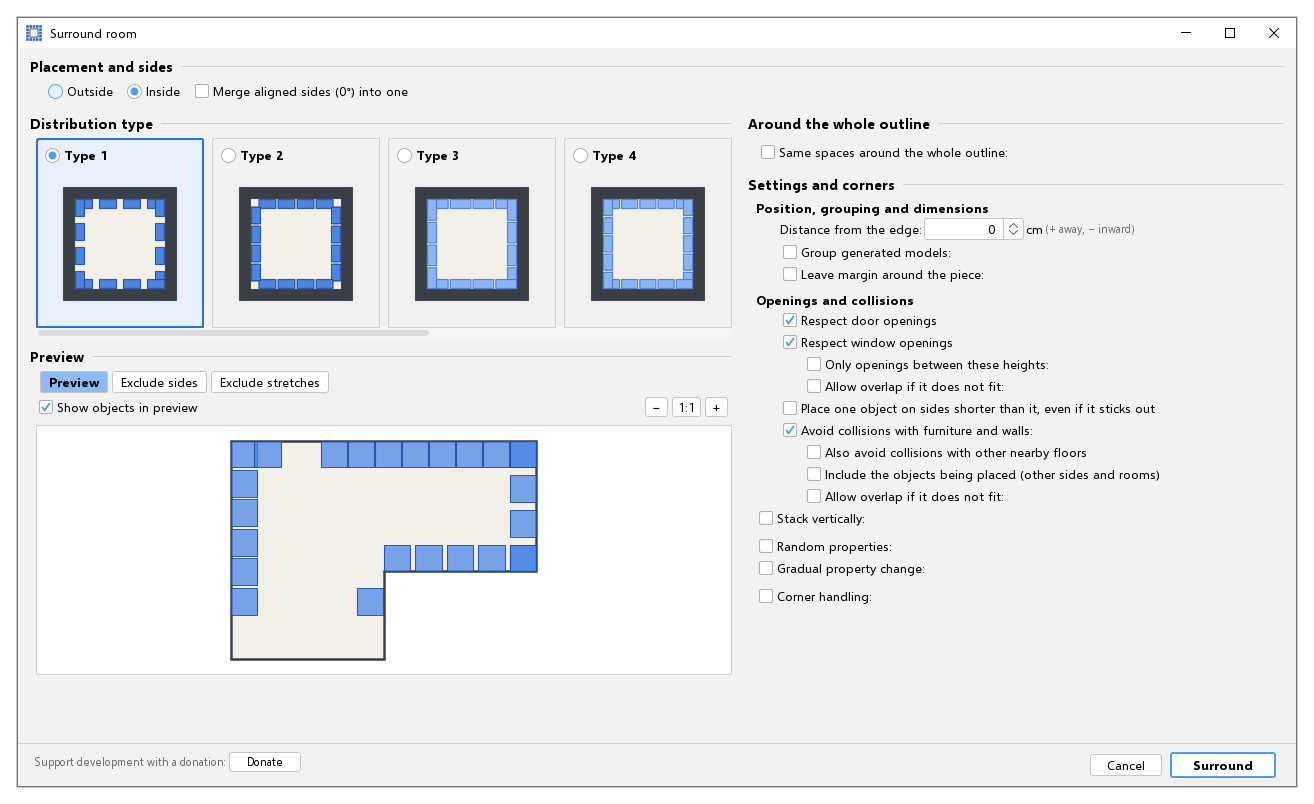 Surround room
Placement and sides
Outside
Inside
Merge aligned sides (0°) into one
Distribution type
Type 1
Type 2
Type 3
Type 4
Preview
Preview
Exclude sides
Exclude stretches
Show objects in preview
−
1:1
+
Around the whole outline
Same spaces around the whole outline:
Settings and corners
Position, grouping and dimensions
Distance from the edge: 0 cm (+ away, − inward)
Group generated models:
Leave margin around the piece:
Openings and collisions
Respect door openings
Respect window openings
Only openings between these heights:
Allow overlap if it does not fit:
Place one object on sides shorter than it, even if it sticks out
Avoid collisions with furniture and walls:
Also avoid collisions with other nearby floors
Include the objects being placed (other sides and rooms)
Allow overlap if it does not fit:
Stack vertically:
Random properties:
Gradual property change:
Corner handling:
Support development with a donation:
Donate
Cancel
Surround